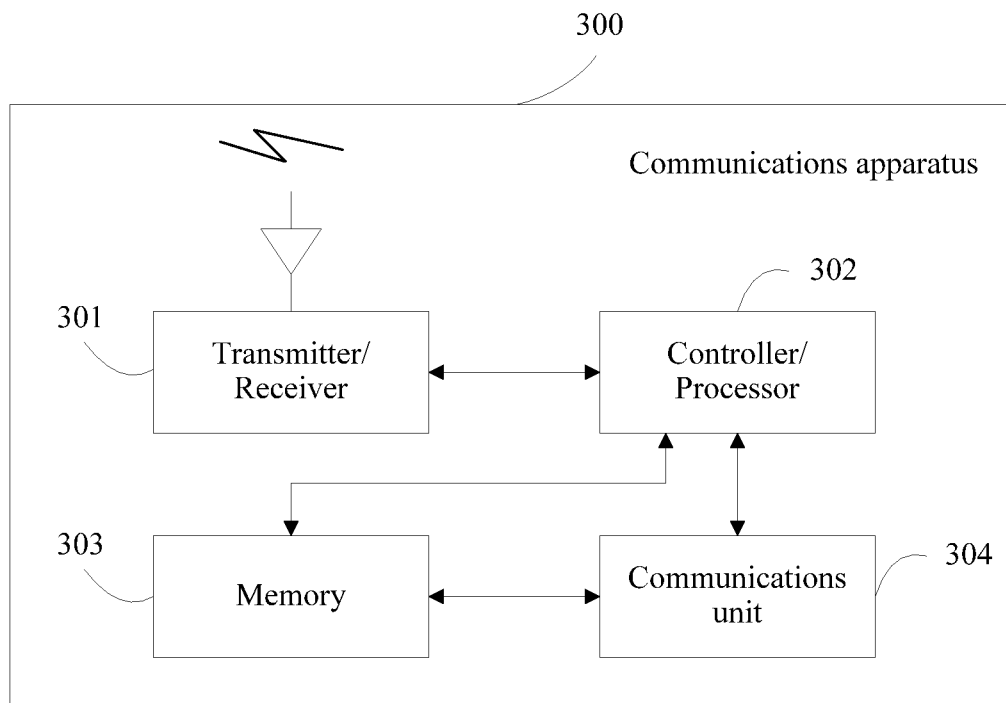 300
Communications apparatus
302
301
Transmitter/
Receiver
Controller/
Processor
303
304
Memory
Communications
unit